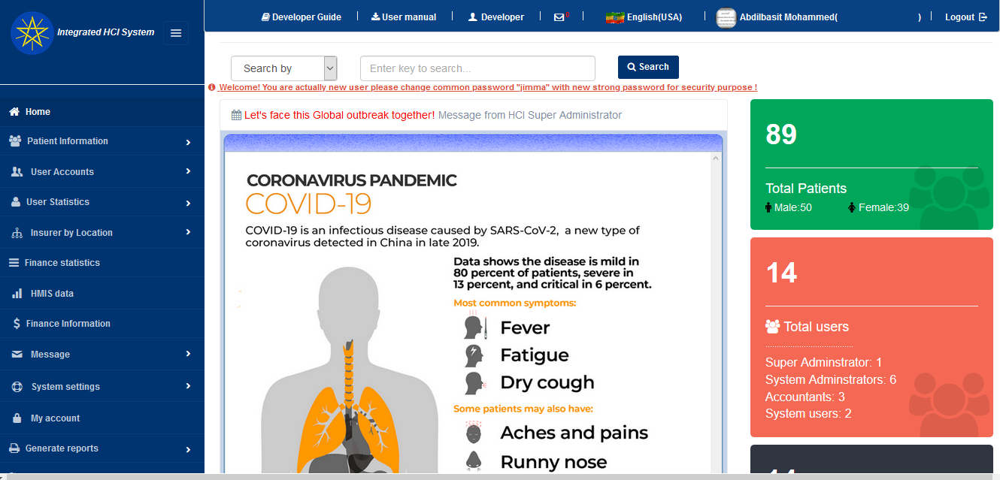 Developer Guide
User manual
Developer
0
English(USA)
Abdilbasit Mohammed( )
Logout
Integrated HCI System
Search by
Enter key to search...
Search
Welcome! You are actually new user please change common password "jimma" with new strong password for security purpose !
Home
Patient Information
User Accounts
User Statistics
Insurer by Location
Finance statistics
HMIS data
Finance Information
Message
System settings
My account
Generate reports
Let's face this Global outbreak together! Message from HCI Super Administrator
CORONAVIRUS PANDEMIC
COVID-19
COVID-19 is an infectious disease caused by SARS-CoV-2, a new type of
coronavirus detected in China in late 2019.
Data shows the disease is mild in
80 percent of patients, severe in
13 percent, and critical in 6 percent.
Most common symptoms:
Fever
Fatigue
Dry cough
Some patients may also have:
Aches and pains
Runny nose
89
Total Patients
Male:50
Female:39
14
Total users
Super Adminstrator: 1
System Adminstrators: 6
Accountants: 3
System users: 2